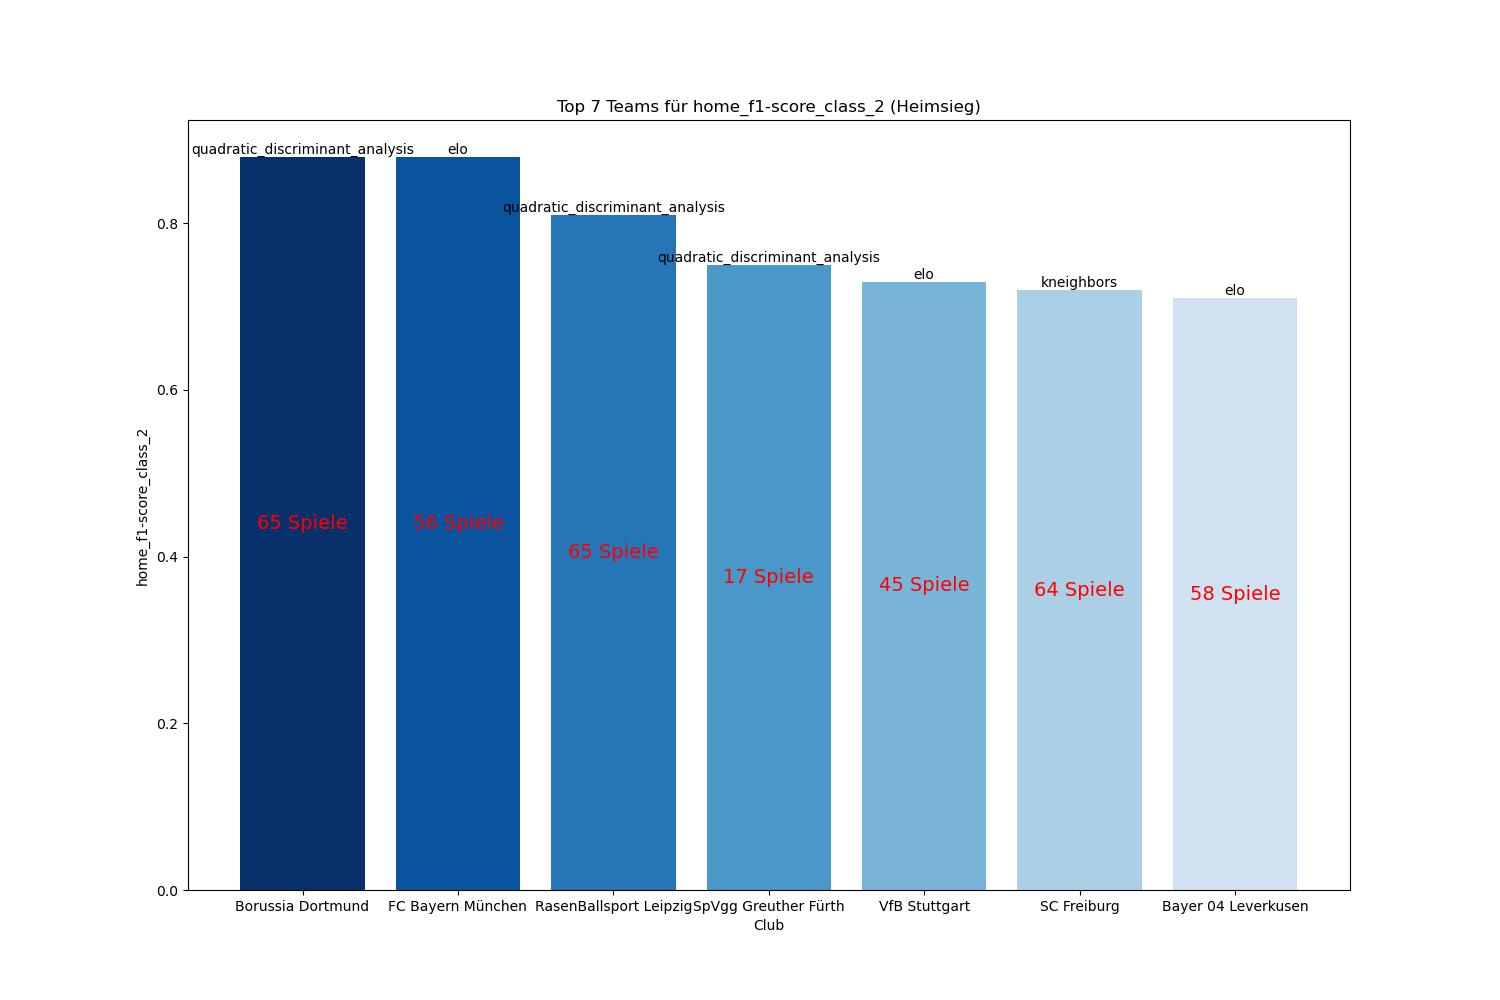 Top 7 Teams für home_f1-score_class_2 (Heimsieg)
quadratic_discriminant_analysis
elo
quadratic_discriminant_analysis
quadratic_discriminant_analysis
elo
kneighbors
elo
0.8
0.6
0.4
0.2
0.0
home_f1-score_class_2
65 Spiele
56 Spiele
65 Spiele
17 Spiele
45 Spiele
64 Spiele
58 Spiele
Borussia Dortmund
FC Bayern München
RasenBallsport Leipzig
SpVgg Greuther Fürth
VfB Stuttgart
SC Freiburg
Bayer 04 Leverkusen
Club